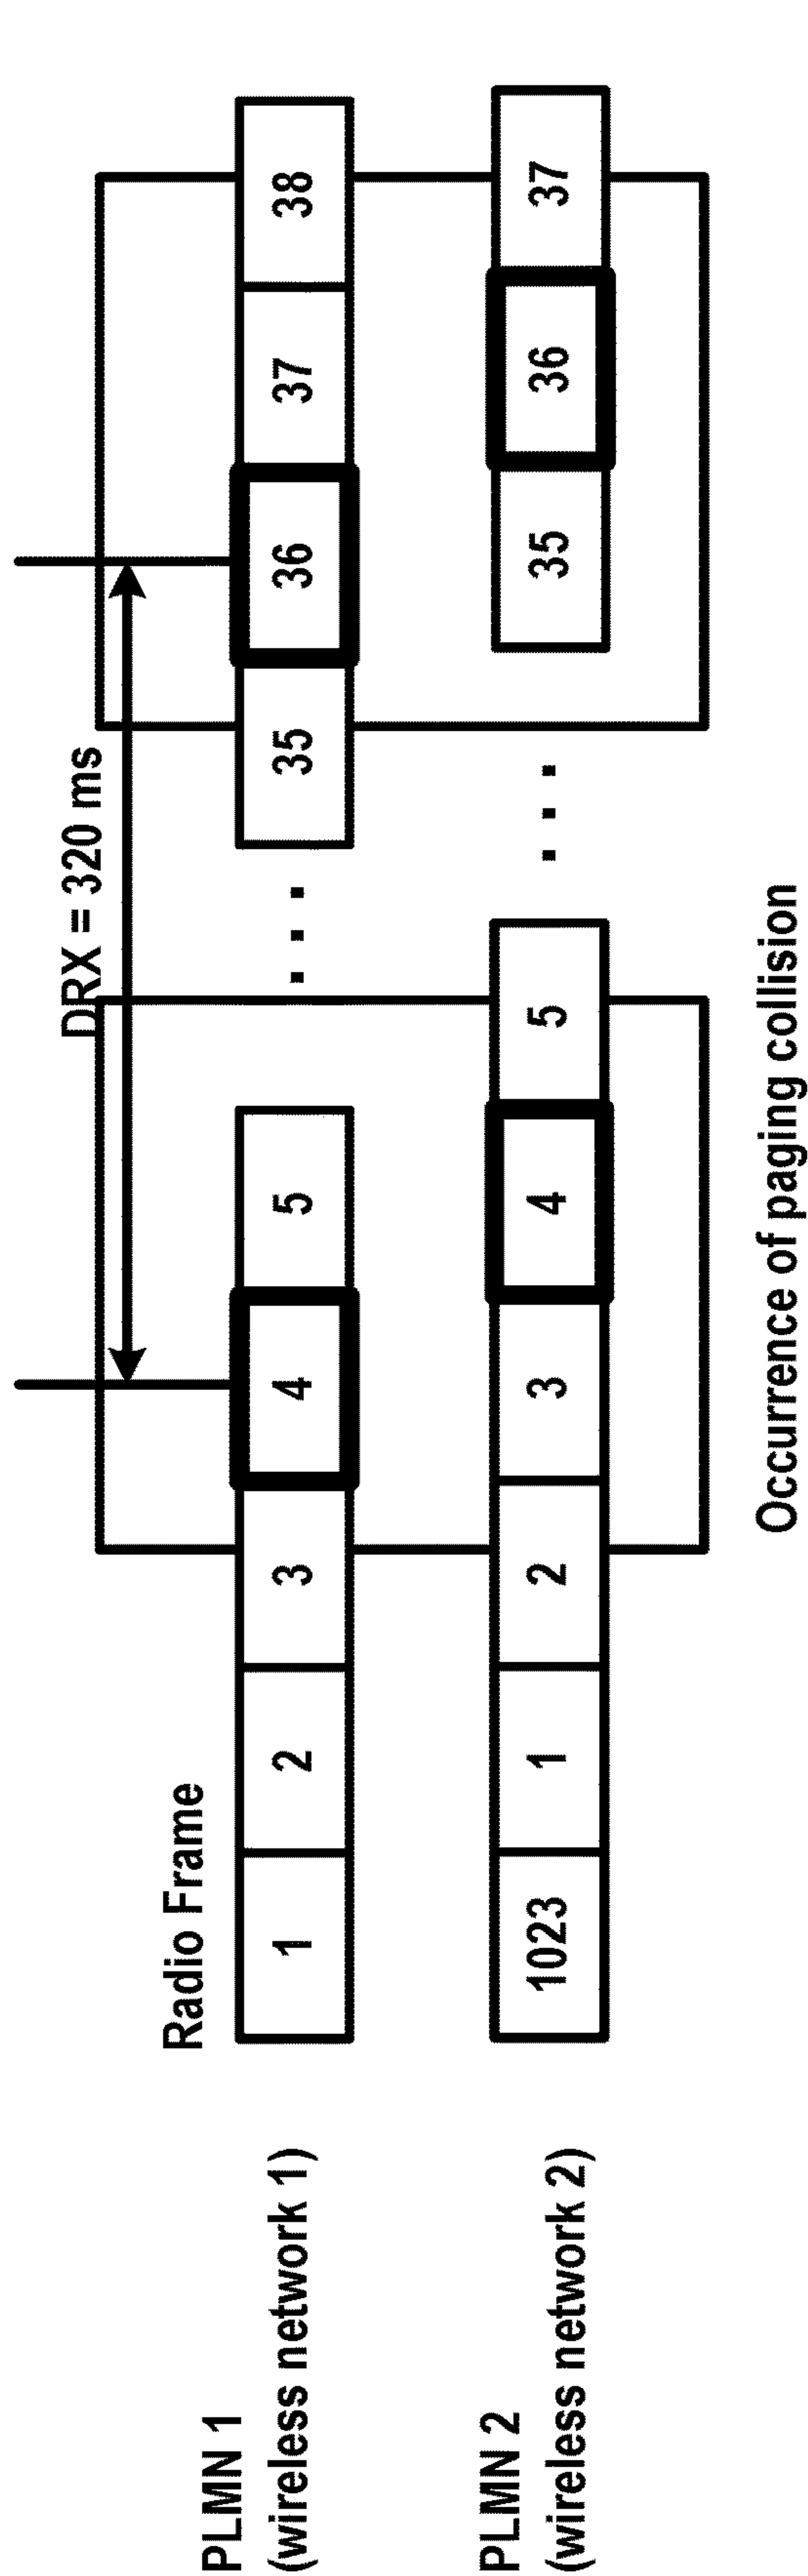 DRX = 320 ms
Radio Frame
PLMN 1
(wireless network 1)
1 2 3 4 5 . . . 35 36 37 38
PLMN 2
(wireless network 2)
1023 1 2 3 4 5 . . . 35 36 37
Occurrence of paging collision